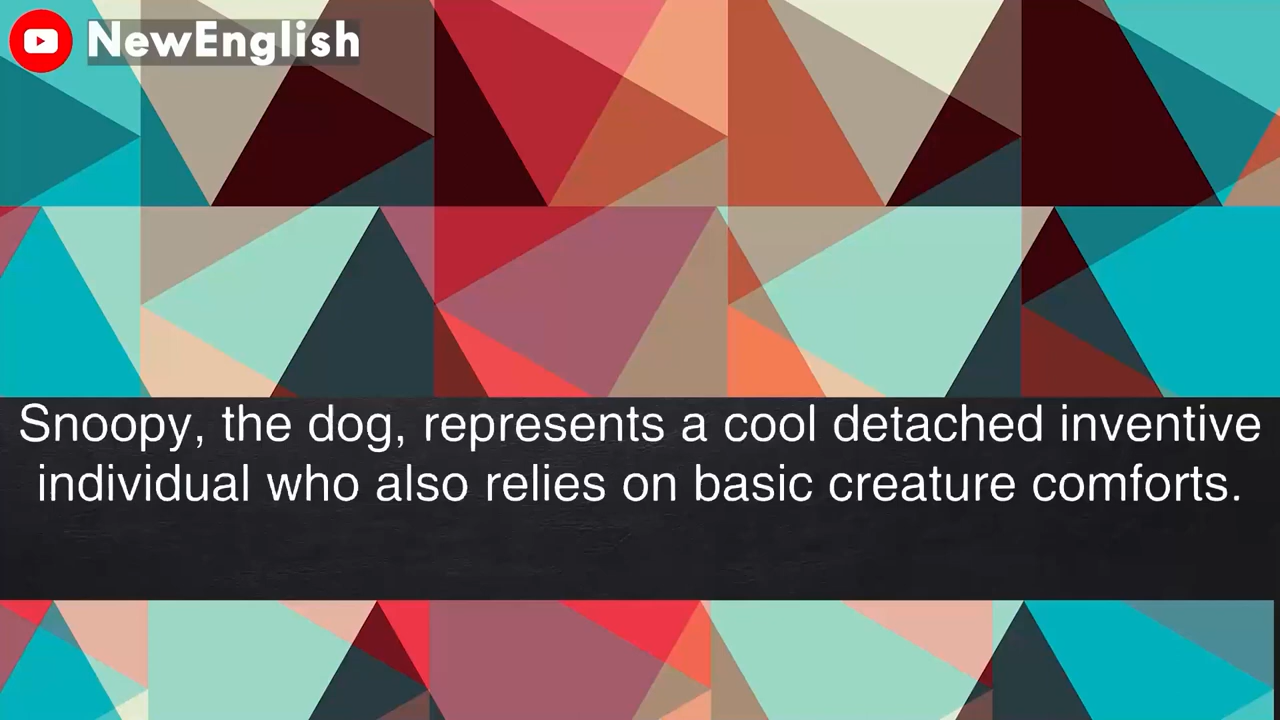 NewEnglish
Snoopy, the dog, represents a cool detached inventive
individual who also relies on basic creature comforts.